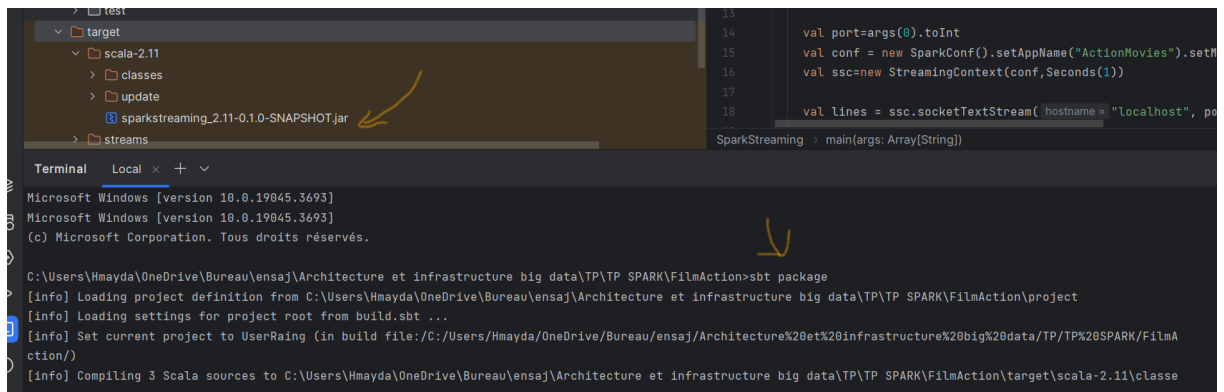 test
target
scala-2.11
classes
update
sparkstreaming_2.11-0.1.0-SNAPSHOT.jar
streams
13
14 val port=args(0).toInt
15 val conf = new SparkConf().setAppName("ActionMovies").setM
16 val ssc=new StreamingContext(conf,Seconds(1))
17
18 val lines = ssc.socketTextStream( hostname = "localhost", po
SparkStreaming > main(args: Array[String])
Terminal Local × + ∨
Microsoft Windows [version 10.0.19045.3693]
Microsoft Windows [version 10.0.19045.3693]
(c) Microsoft Corporation. Tous droits réservés.
C:\Users\Hmayda\OneDrive\Bureau\ensaj\Architecture et infrastructure big data\TP\TP SPARK\FilmAction>sbt package
[info] Loading project definition from C:\Users\Hmayda\OneDrive\Bureau\ensaj\Architecture et infrastructure big data\TP\TP SPARK\FilmAction\project
[info] Loading settings for project root from build.sbt ...
[info] Set current project to UserRaing (in build file:/C:/Users/Hmayda/OneDrive/Bureau/ensaj/Architecture%20et%20infrastructure%20big%20data/TP/TP%20SPARK/FilmA
ction/)
[info] Compiling 3 Scala sources to C:\Users\Hmayda\OneDrive\Bureau\ensaj\Architecture et infrastructure big data\TP\TP SPARK\FilmAction\target\scala-2.11\classe